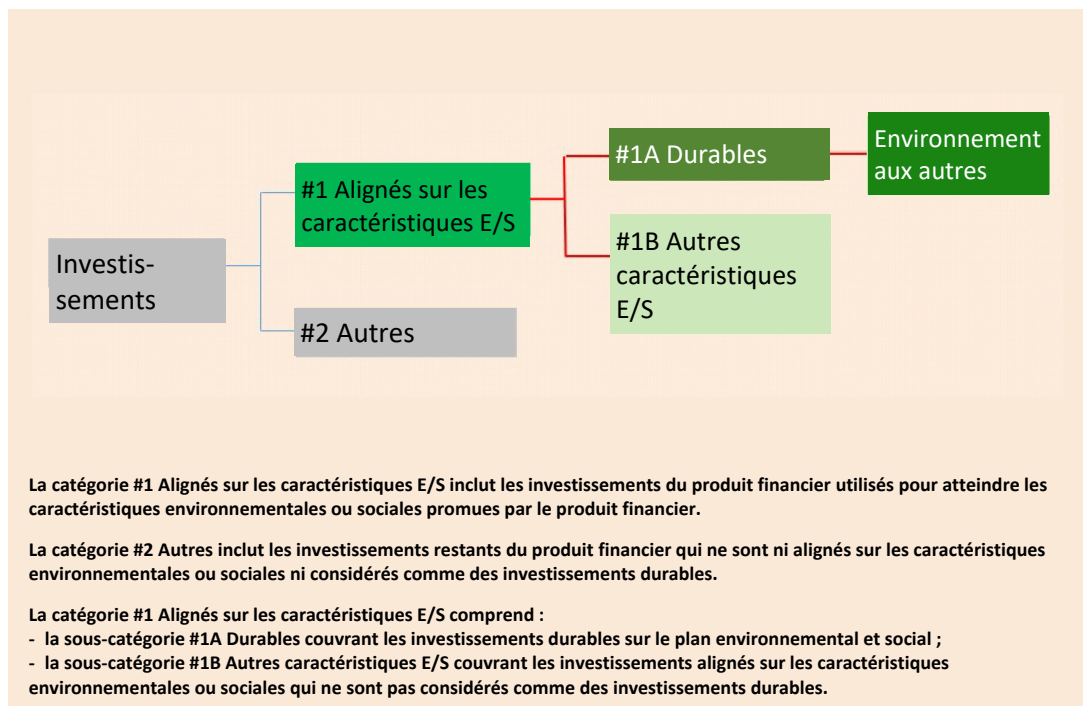 Investis-
sements
#1 Alignés sur les
caractéristiques E/S
#2 Autres
#1A Durables
#1B Autres
caractéristiques
E/S
Environnement
aux autres
La catégorie #1 Alignés sur les caractéristiques E/S inclut les investissements du produit financier utilisés pour atteindre les
caractéristiques environnementales ou sociales promues par le produit financier.
La catégorie #2 Autres inclut les investissements restants du produit financier qui ne sont ni alignés sur les caractéristiques
environnementales ou sociales ni considérés comme des investissements durables.
La catégorie #1 Alignés sur les caractéristiques E/S comprend :
- la sous-catégorie #1A Durables couvrant les investissements durables sur le plan environnemental et social ;
- la sous-catégorie #1B Autres caractéristiques E/S couvrant les investissements alignés sur les caractéristiques
environnementales ou sociales qui ne sont pas considérés comme des investissements durables.